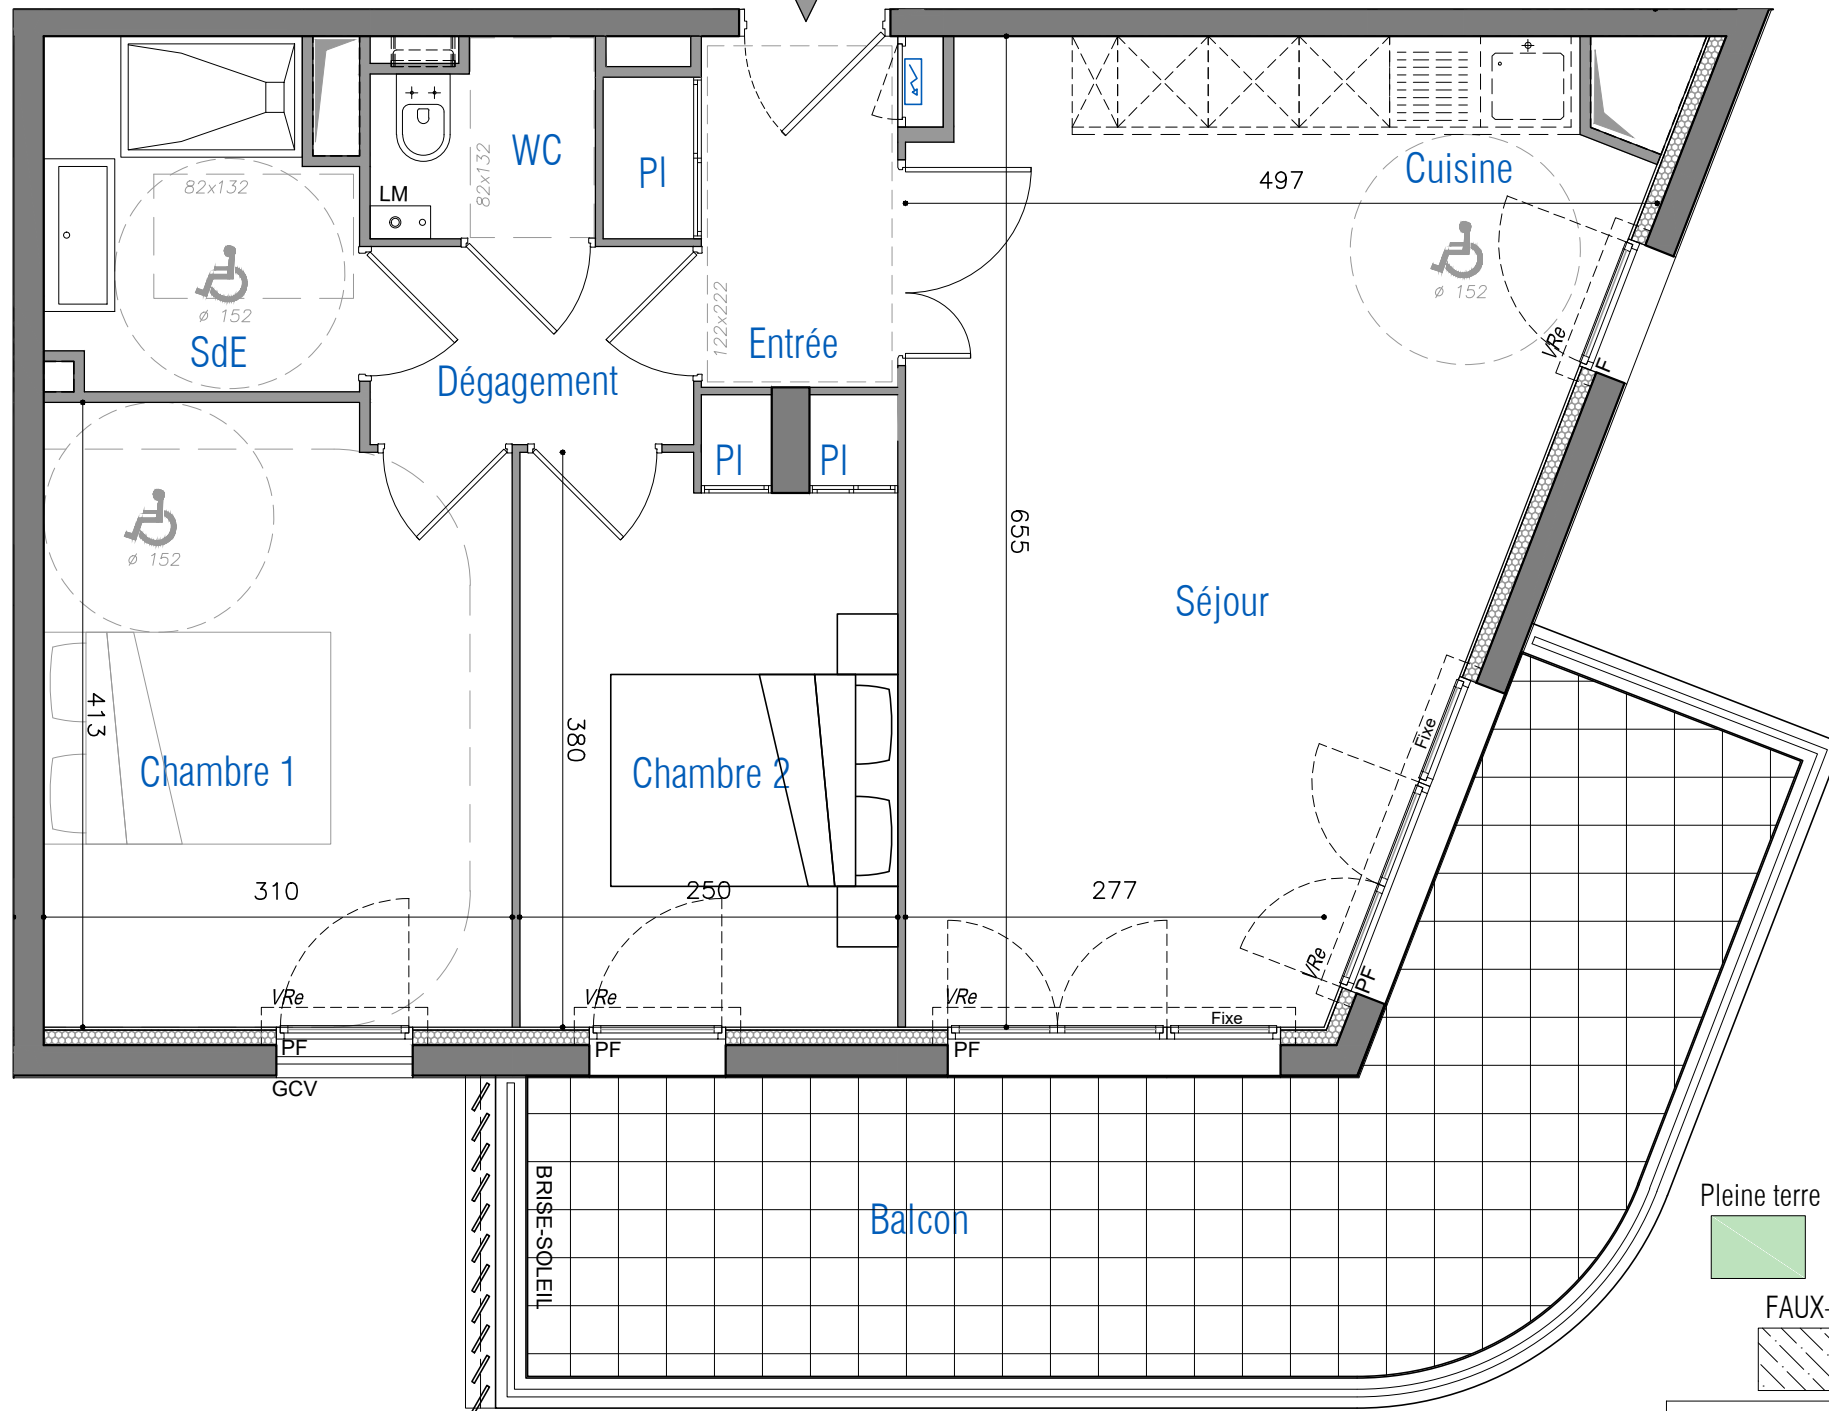 82x132
WC
82x132
Pl
LM
Cuisine
497
ø 152
SdE
122x222
Entrée
ø 152
VRe
F
Dégagement
Pl
Pl
655
ø 152
Séjour
413
380
Fixe
Chambre 1
Chambre 2
310
250
277
VRe
VRe
VRe
Fixe
VRe
PF
PF
PF
PF
GCV
BRISE-SOLEIL
Balcon
Pleine terre
FAUX-